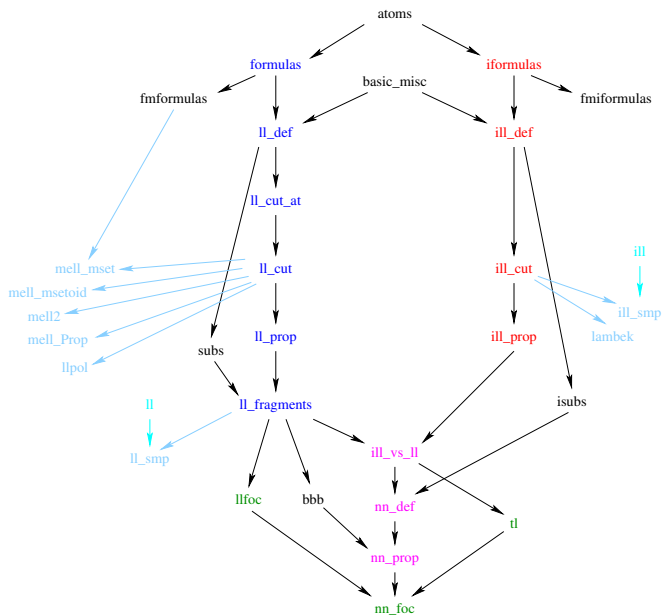 atoms
formulas
iformulas
basic_misc
fmformulas
fmiformulas
ll_def
ill_def
ll_cut_at
ill
mell_mset
ll_cut
ill_cut
mell_msetoid
ill_smp
mell2
mell_Prop
ll_prop
ill_prop
lambek
subs
llpol
ll
ll_fragments
isubs
ill_vs_ll
ll_smp
llfoc
bbb
nn_def
tl
nn_prop
nn_foc